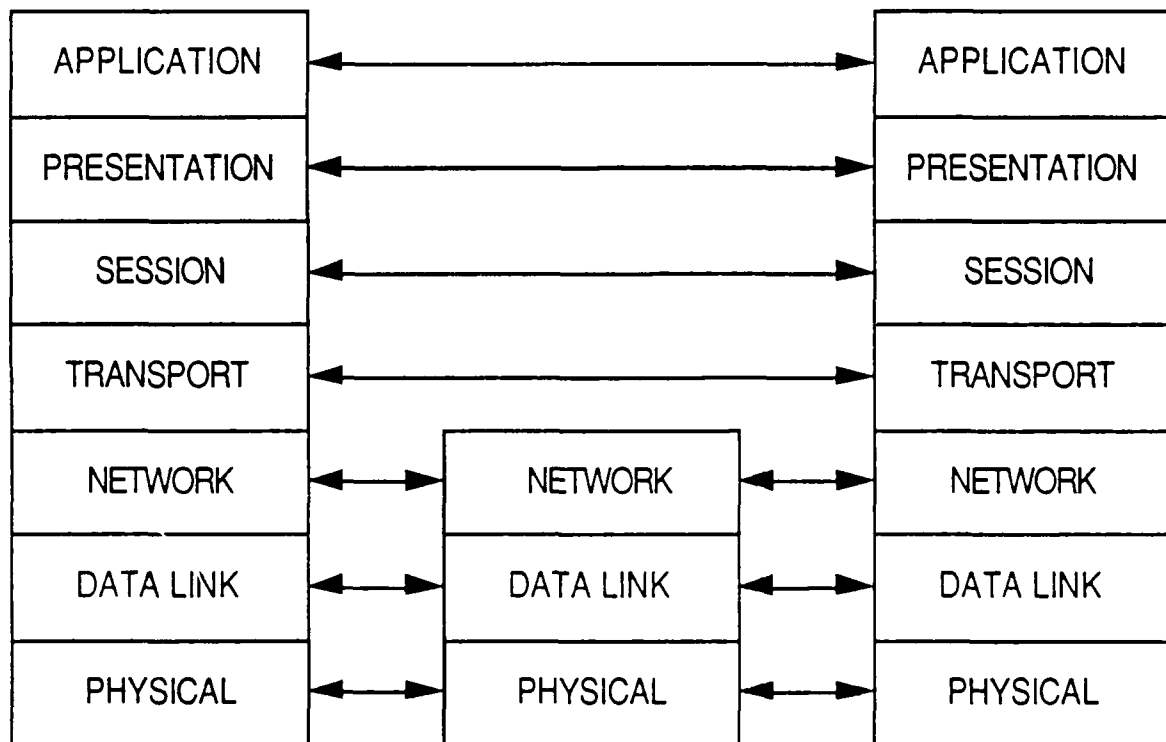 APPLICATION
APPLICATION
PRESENTATION
PRESENTATION
SESSION
SESSION
TRANSPORT
TRANSPORT
NETWORK
NETWORK
NETWORK
DATA LINK
DATA LINK
DATA LINK
PHYSICAL
PHYSICAL
PHYSICAL